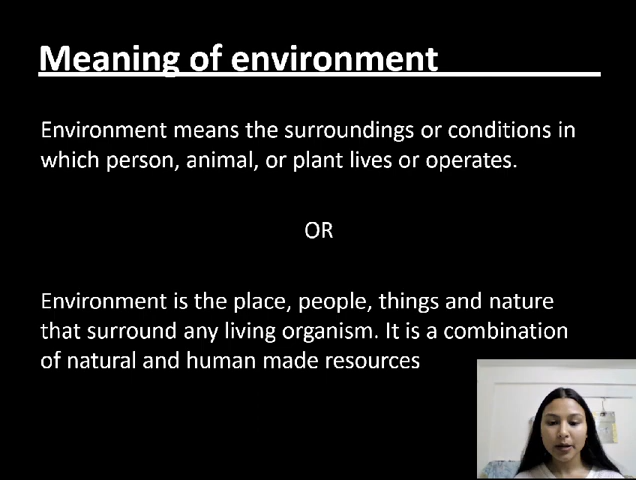 Meaning of environment
Environment means the surroundings or conditions in
which person, animal, or plant lives or operates.
OR
Environment is the place, people, things and nature
that surround any living organism. It is a combination
of natural and human made resources